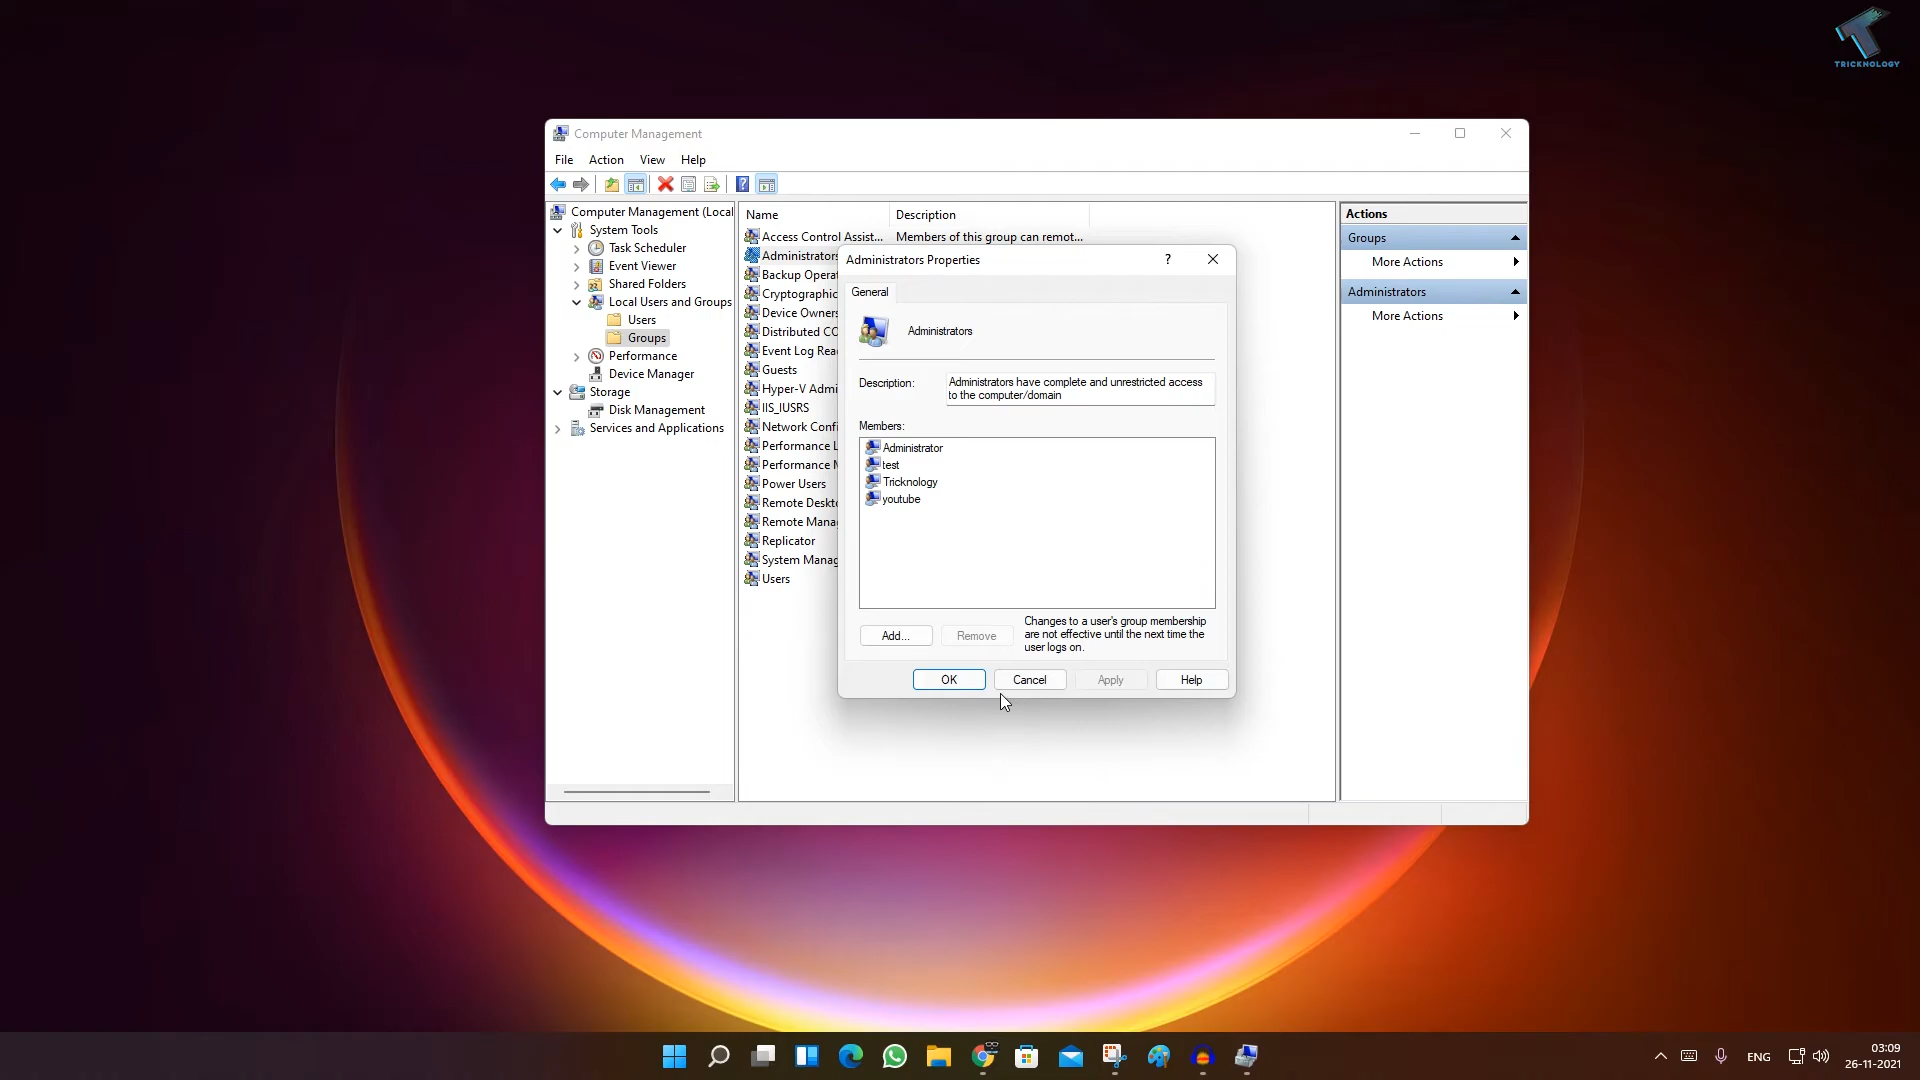 TRICKNOLOGY
Computer Management
File Action View Help
Computer Management (Local
System Tools
Task Scheduler
Event Viewer
Shared Folders
Local Users and Groups
Users
Groups
Performance
Device Manager
Storage
Disk Management
Services and Applications
Name Description
Access Control Assist... Members of this group can remot...
Administrators
Backup Operat
Cryptographic
Device Owners
Distributed CO
Event Log Rea
Guests
Hyper-V Admi
IIS_IUSRS
Network Confi
Performance L
Performance M
Power Users
Remote Deskto
Remote Mana
Replicator
System Manag
Users
Administrators Properties ?
General
Administrators
Description: Administrators have complete and unrestricted access
to the computer/domain
Members:
Administrator
test
Tricknology
youtube
Add... Remove
Changes to a user's group membership
are not effective until the next time the
user logs on.
OK Cancel Apply Help
Actions
Groups
More Actions
Administrators
More Actions
ENG
03:09
26-11-2021